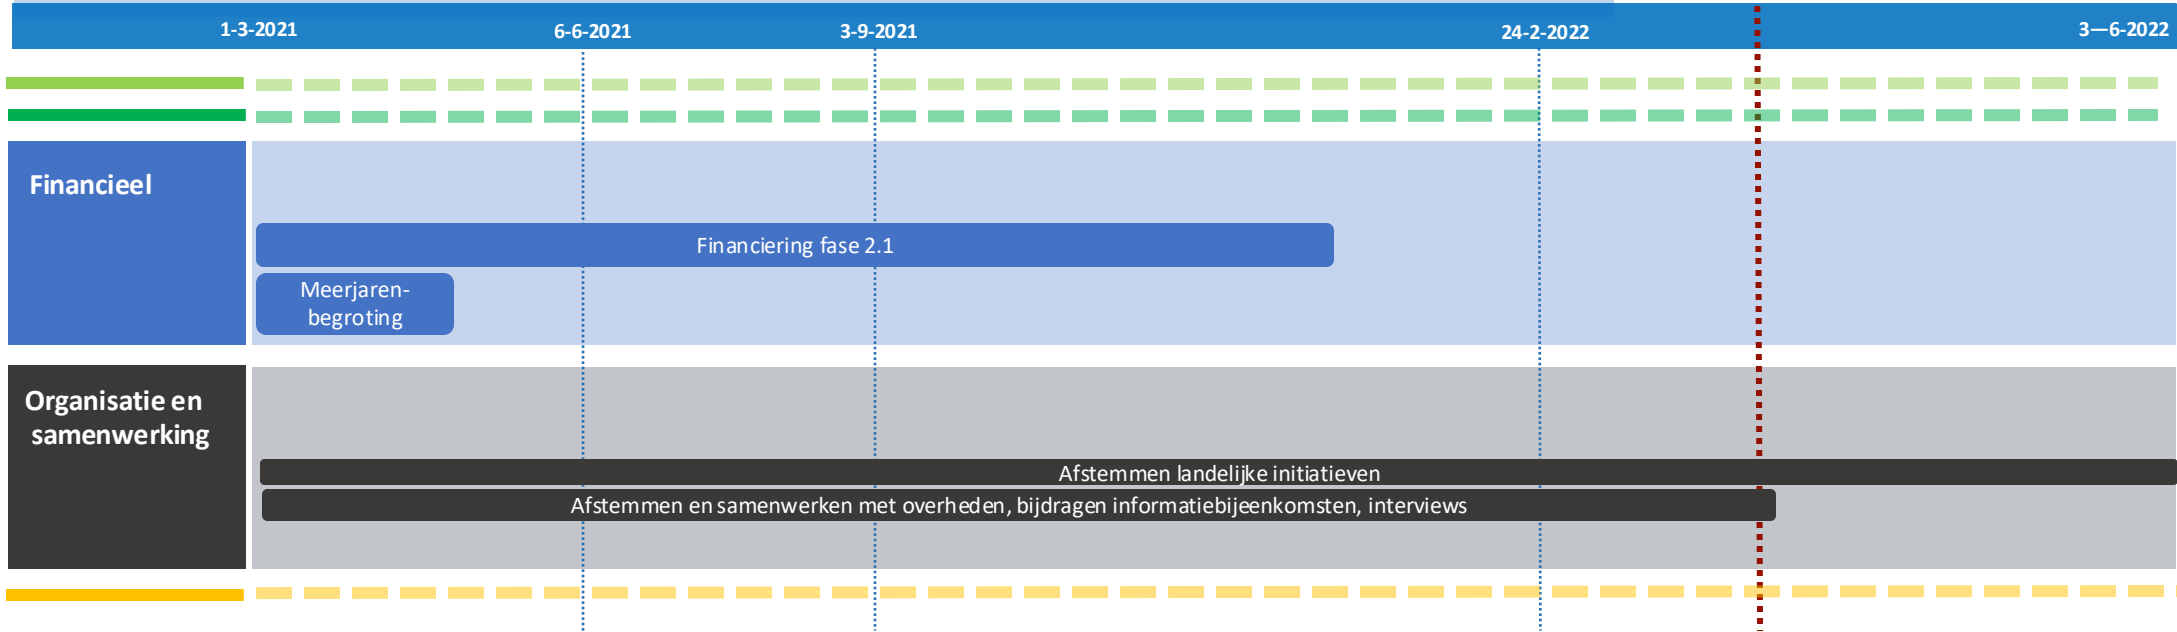 1-3-2021
6-6-2021
3-9-2021
24-2-2022
3—6-2022
Financieel
Financiering fase 2.1
Meerjaren-
begroting
Organisatie en
samenwerking
Afstemmen landelijke initiatieven
Afstemmen en samenwerken met overheden, bijdragen informatiebijeenkomsten, interviews